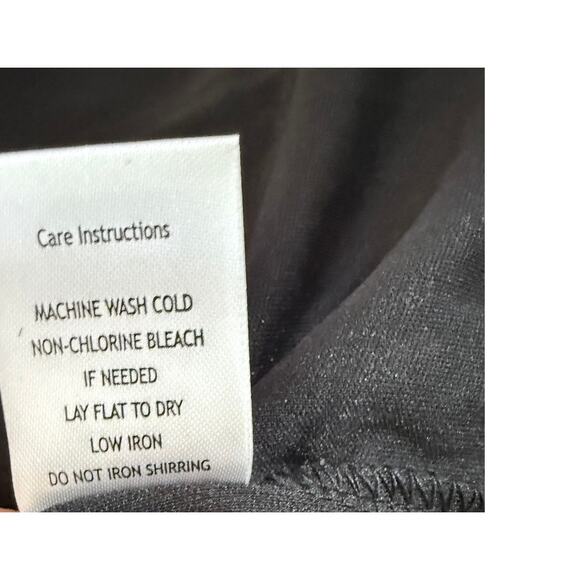 Care Instructions
MACHINE WASH COLD
NON-CHLORINE BLEACH
IF NEEDED
LAY FLAT TO DRY
LOW IRON
DO NOT IRON SHIRRING